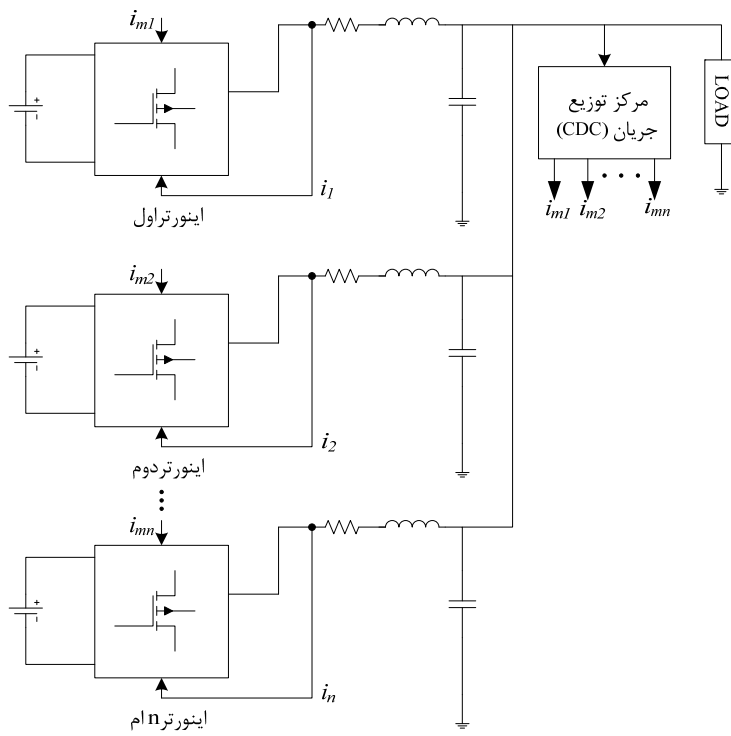 i_m1
+
-
i_1
اینورتراول
مرکز توزیع
جریان (CDC)
LOAD
i_m1 i_m2 • • • i_mn
i_m2
+
-
i_2
اینورتردوم
i_mn
+
-
i_n
اینورترn ام